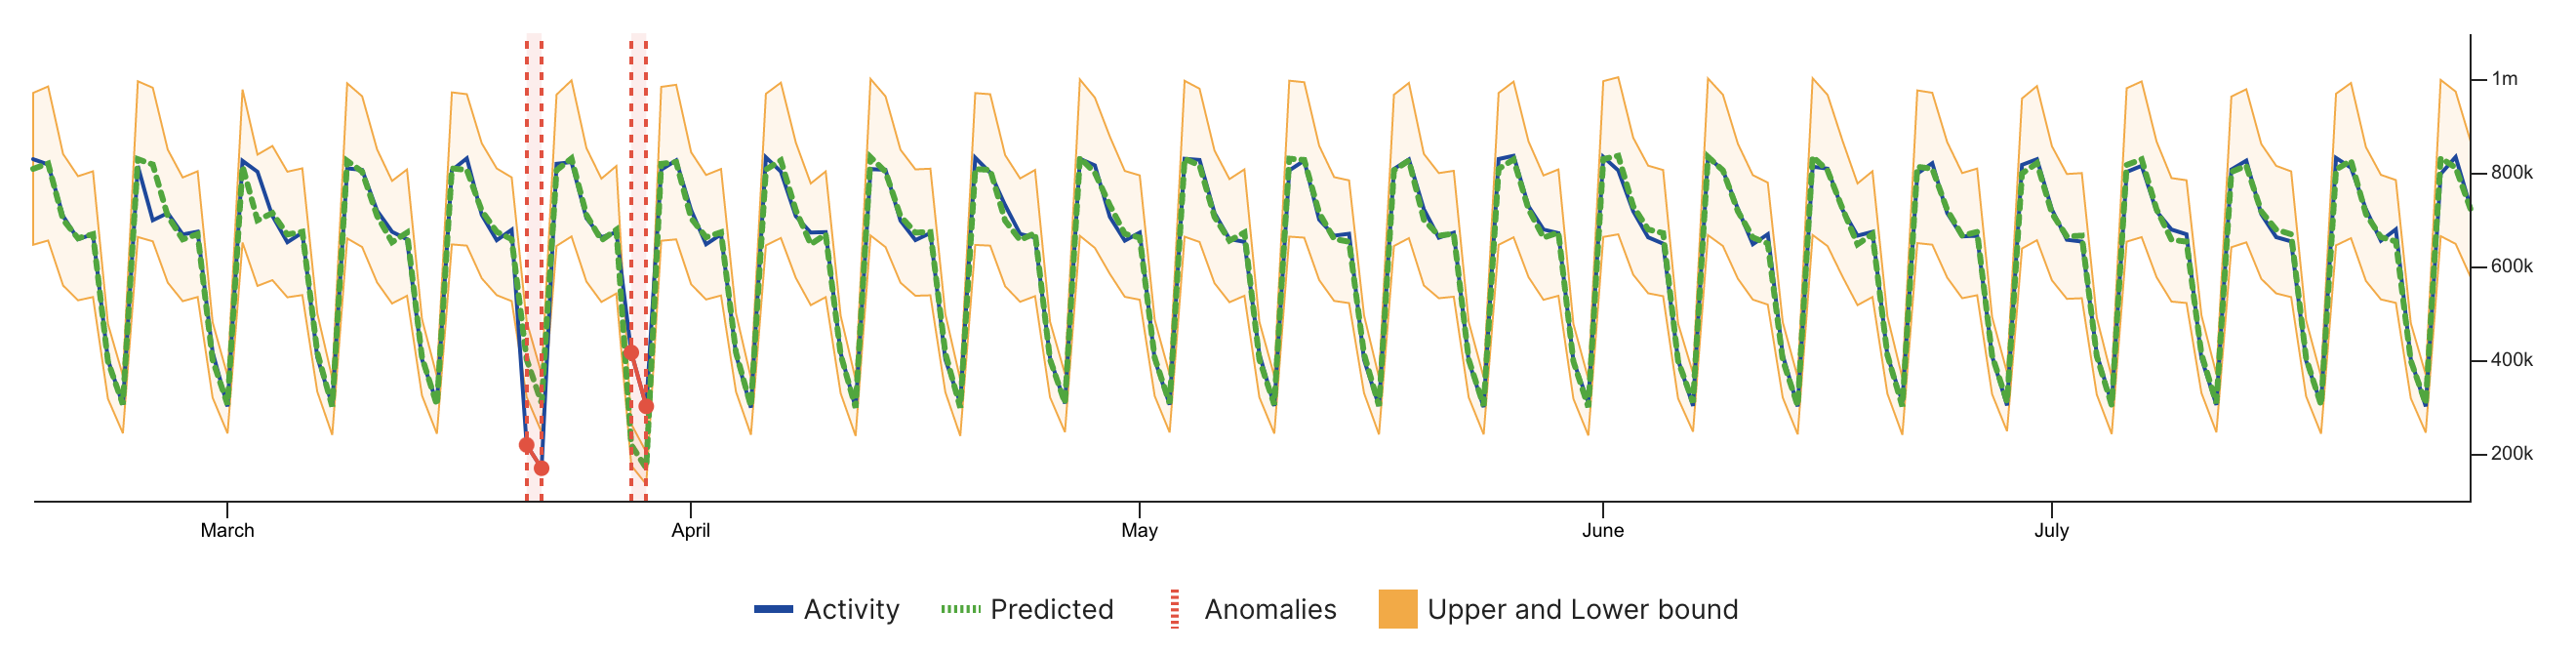 1m
800k
600k
400k
200k
March April May June July
Activity Predicted Anomalies Upper and Lower bound